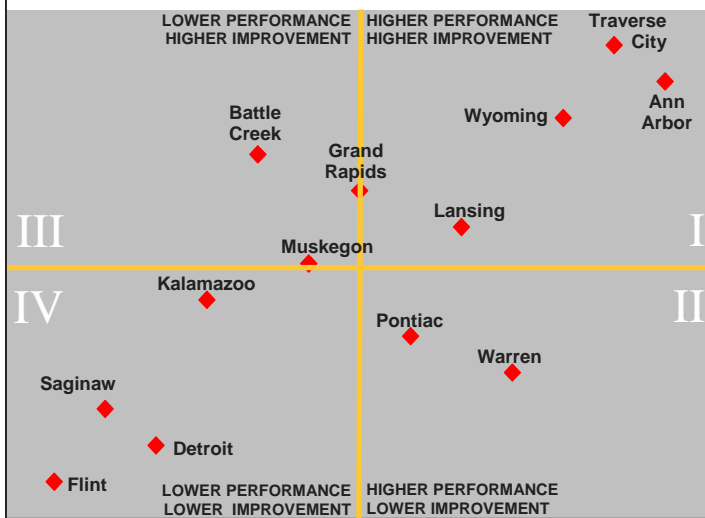 LOWER PERFORMANCE
HIGHER IMPROVEMENT
HIGHER PERFORMANCE
HIGHER IMPROVEMENT
Traverse
City
Ann
Arbor
Wyoming
Battle
Creek
Grand
Rapids
Lansing
III
I
Muskegon
IV
II
Kalamazoo
Pontiac
Warren
Saginaw
Detroit
Flint
LOWER PERFORMANCE
LOWER IMPROVEMENT
HIGHER PERFORMANCE
LOWER IMPROVEMENT